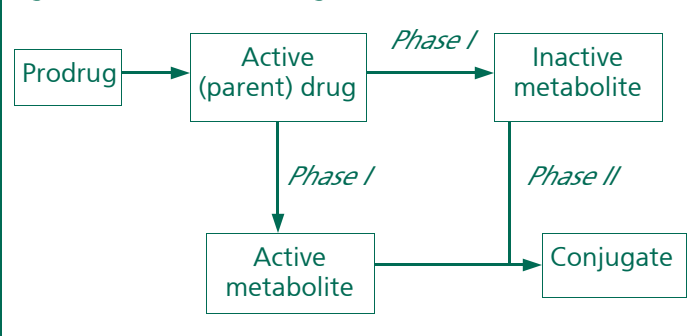 Phase I
Prodrug
Active
(parent) drug
Inactive
metabolite
Phase I
Phase II
Active
metabolite
Conjugate